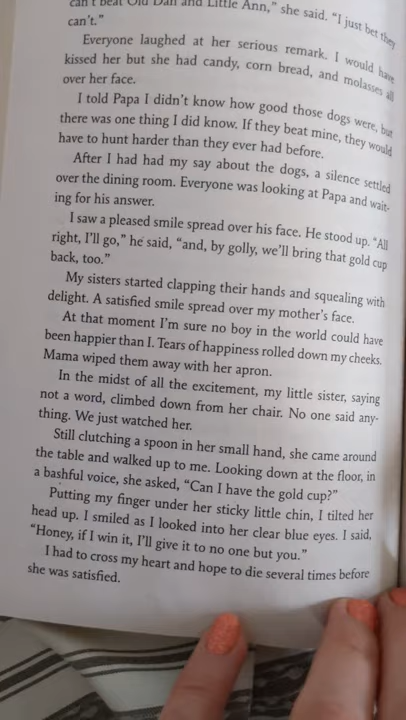 can't beat Old Dan and Little Ann," she said. "I just bet they
can't."
Everyone laughed at her serious remark. I would have
kissed her but she had candy, corn bread, and molasses all
over her face.
I told Papa I didn't know how good those dogs were, but
there was one thing I did know. If they beat mine, they would
have to hunt harder than they ever had before.
After I had had my say about the dogs, a silence settled
over the dining room. Everyone was looking at Papa and wait-
ing for his answer.
I saw a pleased smile spread over his face. He stood up. "All
right, I'll go," he said, "and, by golly, we'll bring that gold cup
back, too."
My sisters started clapping their hands and squealing with
delight. A satisfied smile spread over my mother's face.
At that moment I'm sure no boy in the world could have
been happier than I. Tears of happiness rolled down my cheeks.
Mama wiped them away with her apron.
In the midst of all the excitement, my little sister, saying
not a word, climbed down from her chair. No one said any-
thing. We just watched her.
Still clutching a spoon in her small hand, she came around
the table and walked up to me. Looking down at the floor, in
a bashful voice, she asked, "Can I have the gold cup?"
Putting my finger under her sticky little chin, I tilted her
head up. I smiled as I looked into her clear blue eyes. I said,
"Honey, if I win it, I'll give it to no one but you."
I had to cross my heart and hope to die several times before
she was satisfied.